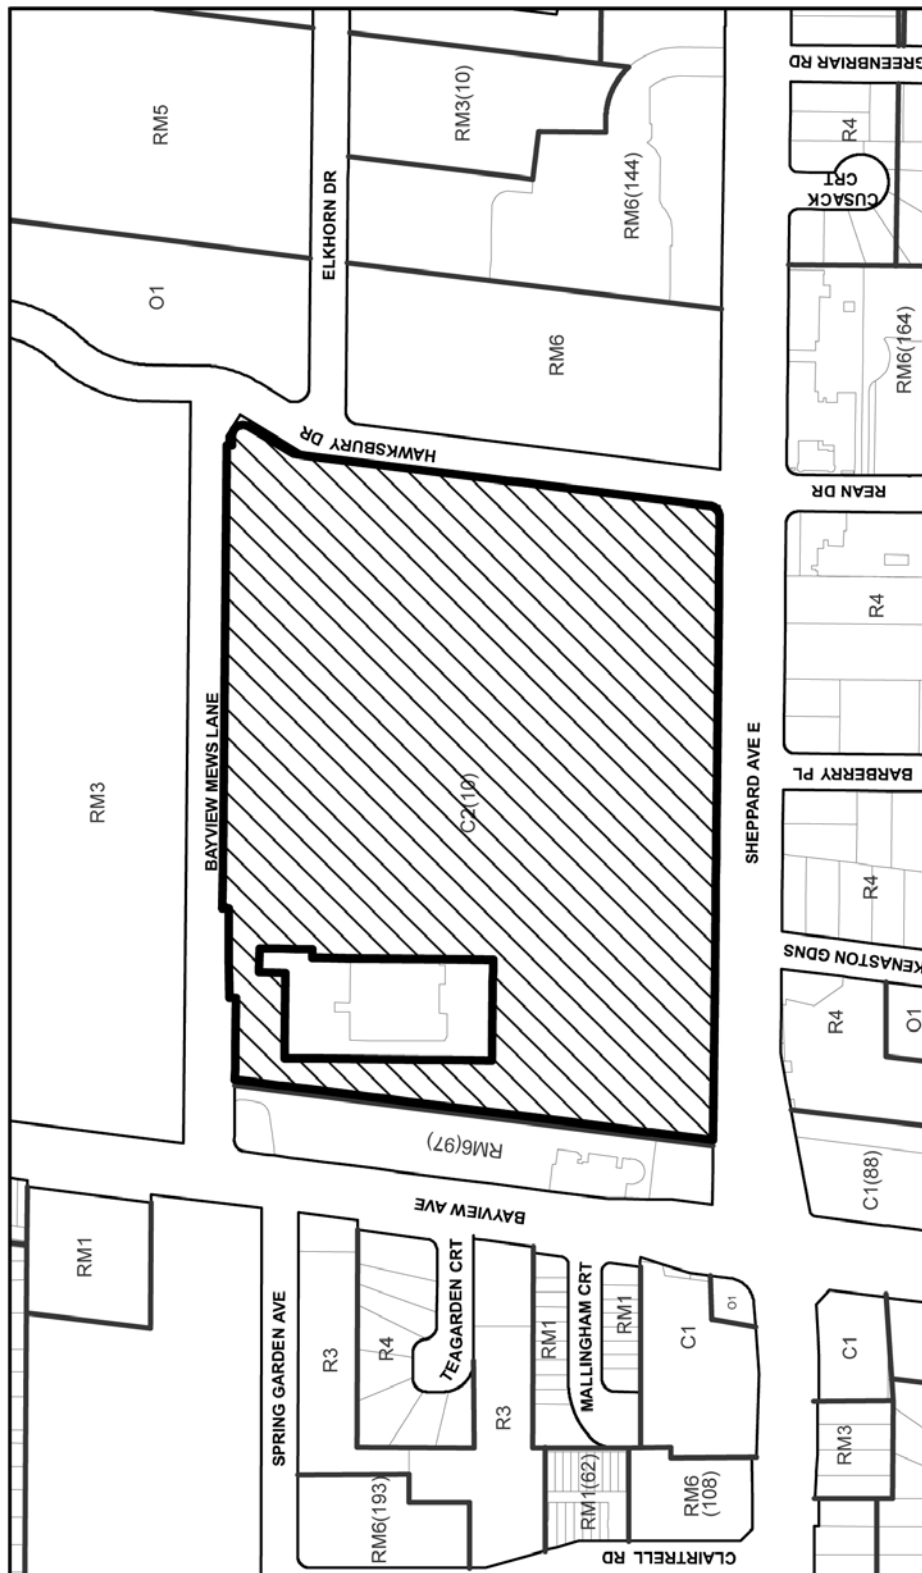 GREENBRIAR RD
RM5
RM3(10)
R4
CUSACK
CRT
RM6(144)
ELKHORN DR
O1
RM6
RM6(164)
HAWKSBURY DR
REAN DR
R4
BAYVIEW MEWS LANE
RM3
C2(10)
SHEPPARD AVE E
BARBERRY PL
R4
KENASTON GDNS
R4
O1
RM6(97)
C1(88)
BAYVIEW AVE
RM1
SPRING GARDEN AVE
R3
R4
TEAGARDEN CRT
R3
RM1
MALLINGHAM CRT
RM1
C1
O1
C1
RM3
RM6(193)
RM1(62)
RM6
(108)
CLAIRTRELL RD